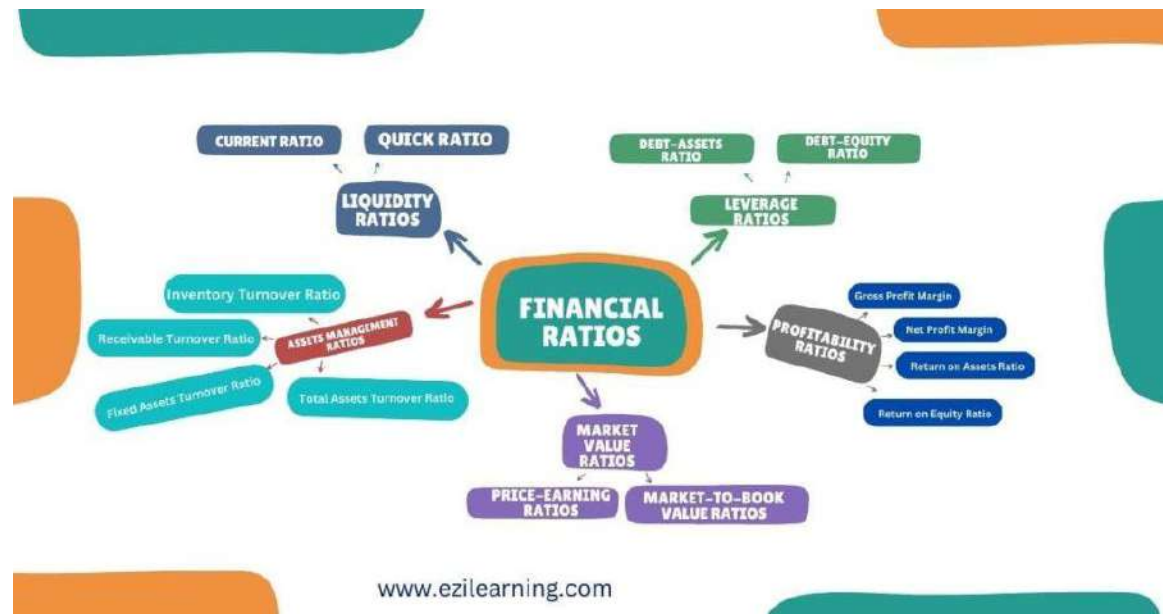 CURRENT RATIO
QUICK RATIO
LIQUIDITY
RATIOS
DEBT-ASSETS
RATIO
DEBT-EQUITY
RATIO
LEVERAGE
RATIOS
FINANCIAL
RATIOS
Inventory Turnover Ratio
Receivable Turnover Ratio
ASSETS MANAGEMENT
RATIOS
Fixed Assets Turnover Ratio
Total Assets Turnover Ratio
PROFITABILITY
RATIOS
Gross Profit Margin
Net Profit Margin
Return on Assets Ratio
Return on Equity Ratio
MARKET
VALUE
RATIOS
PRICE-EARNING
RATIOS
MARKET-TO-BOOK
VALUE RATIOS
www.ezilearning.com